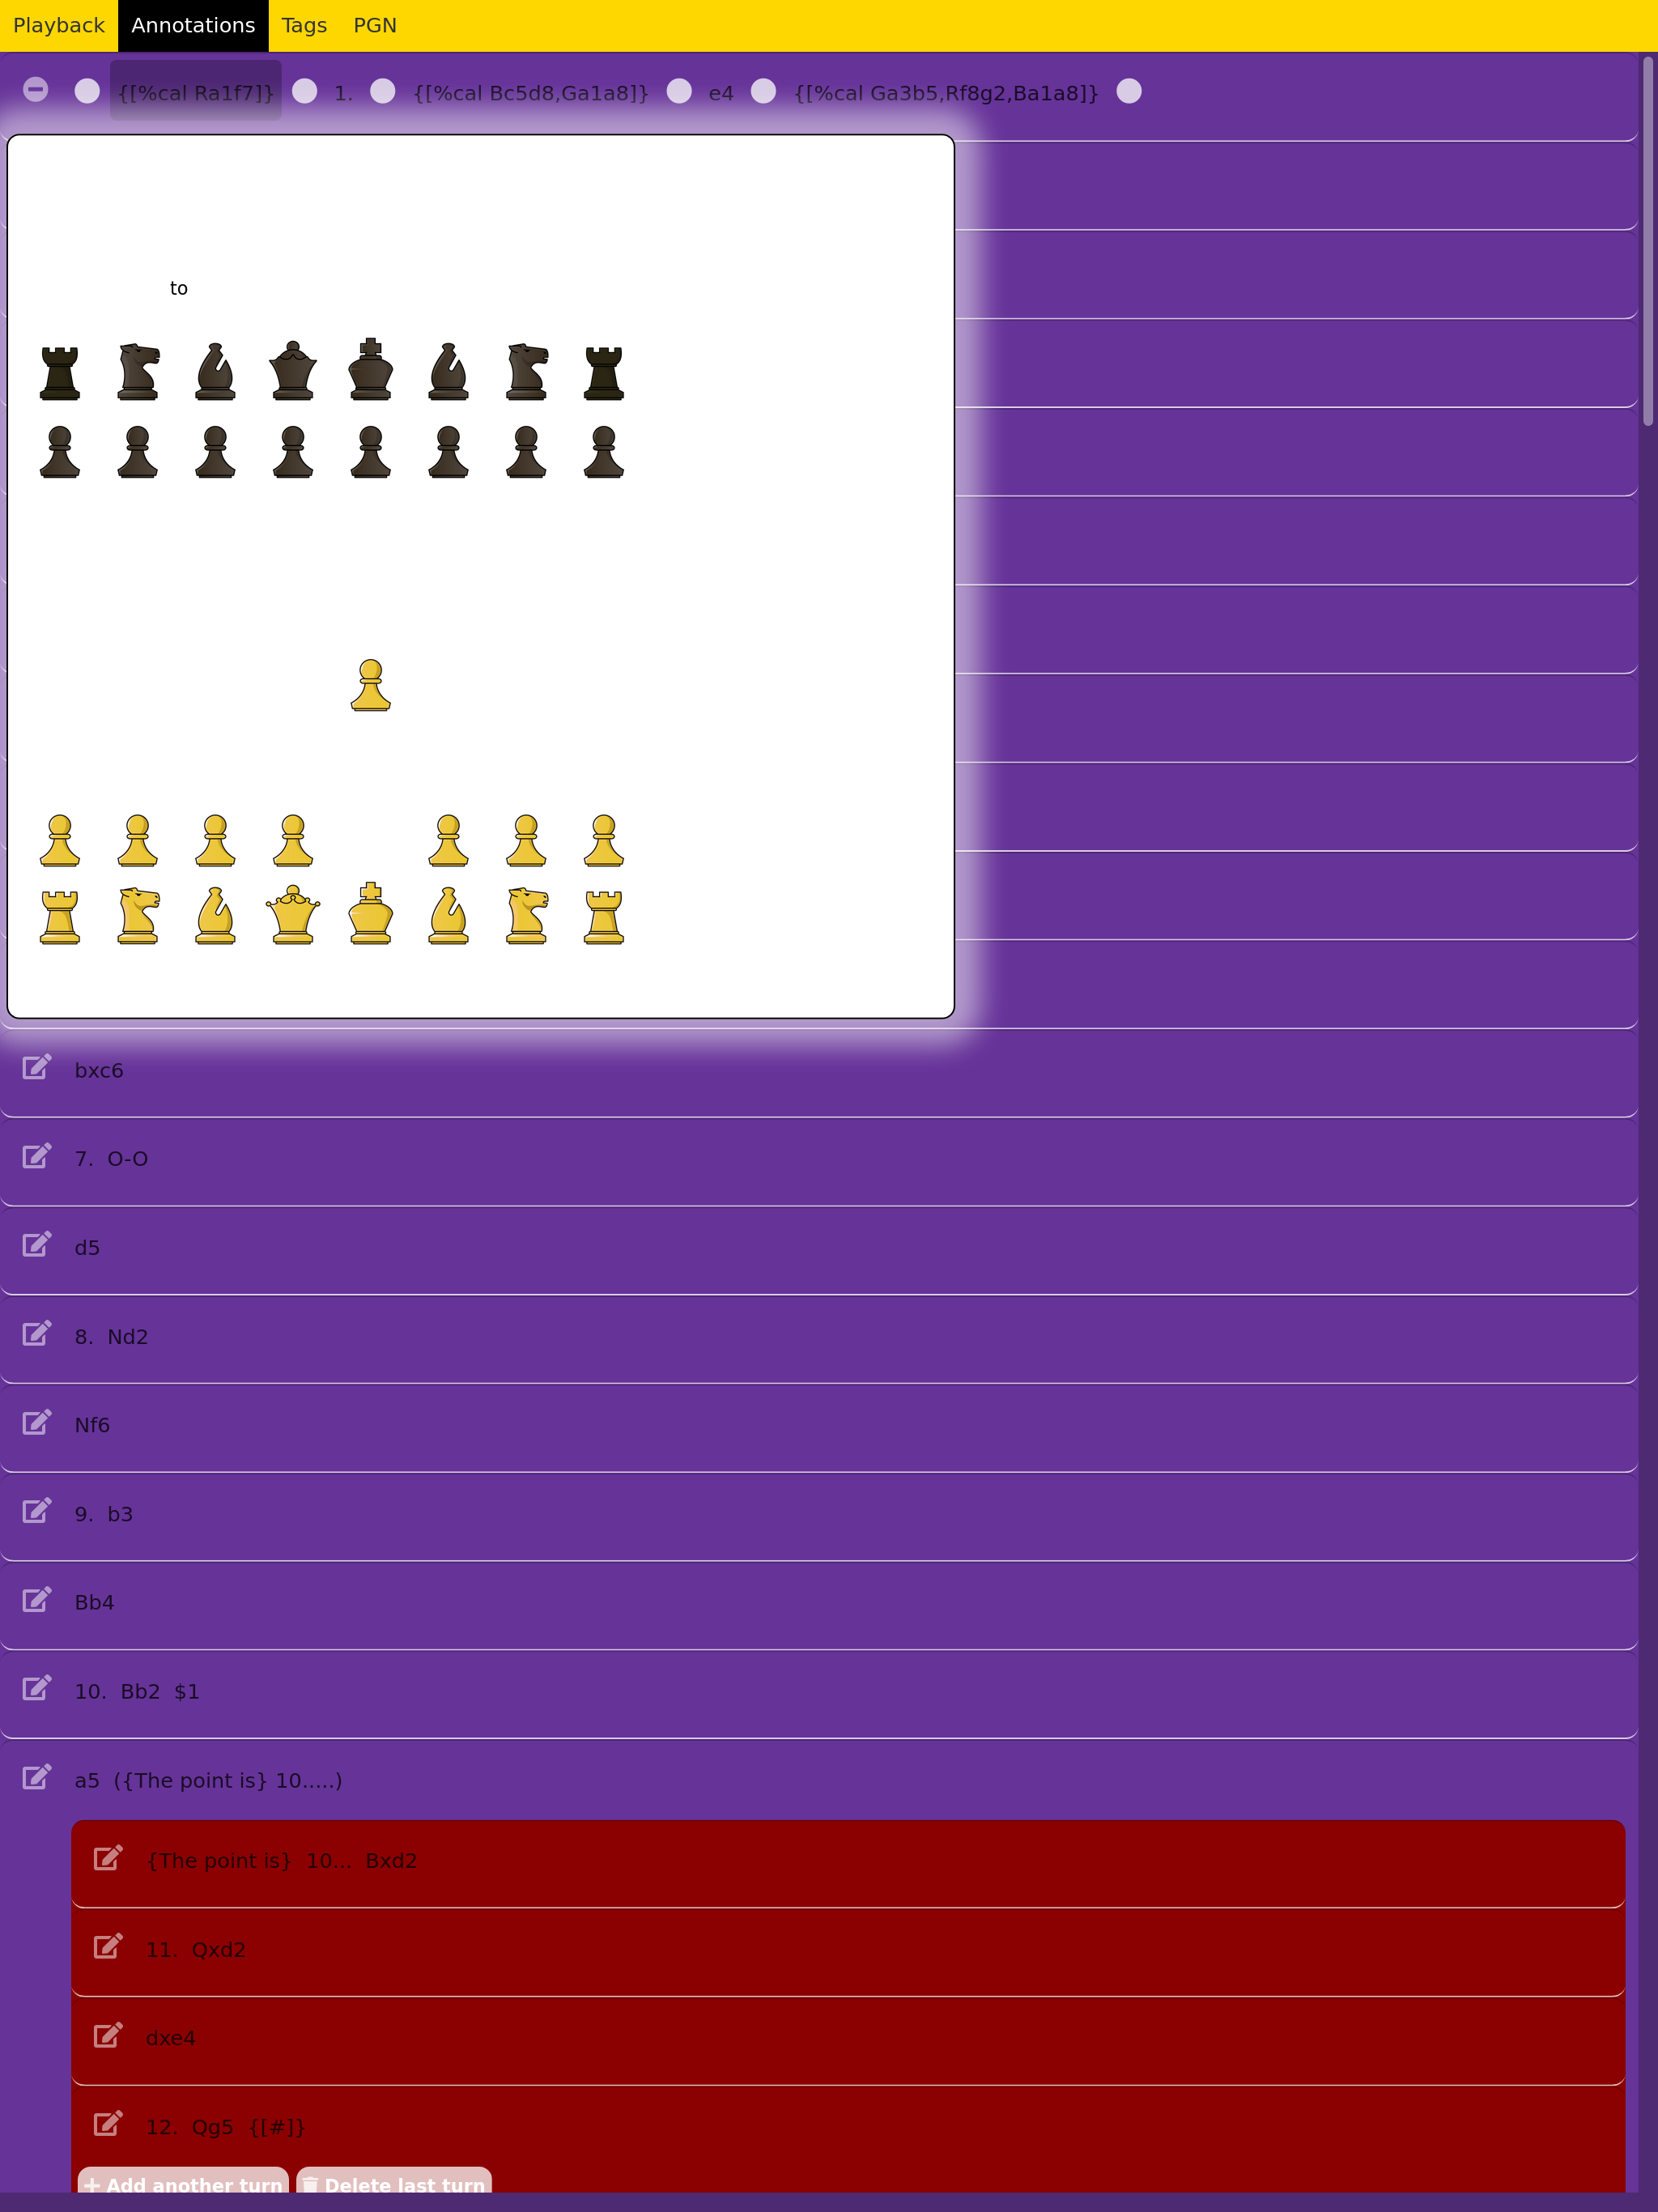 Playback Annotations Tags PGN
{[%cal Ra1f7]} 1. {[%cal Bc5d8,Ga1a8]} e4 {[%cal Ga3b5,Rf8g2,Ba1a8]}
to
bxc6
7. O-O
d5
8. Nd2
Nf6
9. b3
Bb4
10. Bb2 $1
a5 ({The point is} 10.....)
{The point is} 10... Bxd2
11. Qxd2
dxe4
12. Qg5 {[#]}
Add another turn Delete last turn